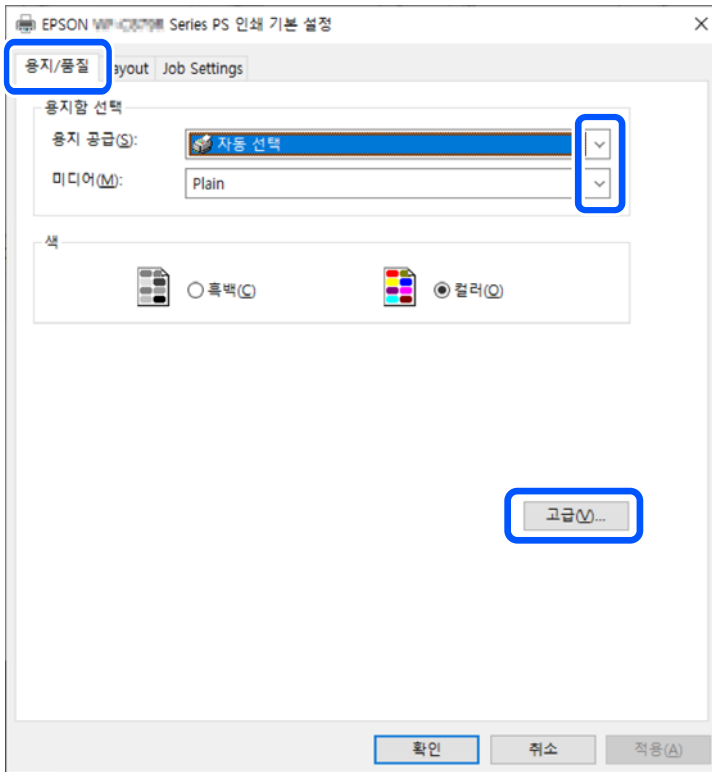 EPSON Series PS 인쇄 기본 설정
용지/품질 ayout Job Settings
용지함 선택
용지 공급(S): 자동 선택
미디어(M): Plain
색
흑백(C) 컬러(O)
고급(V)...
확인 취소 적용(A)